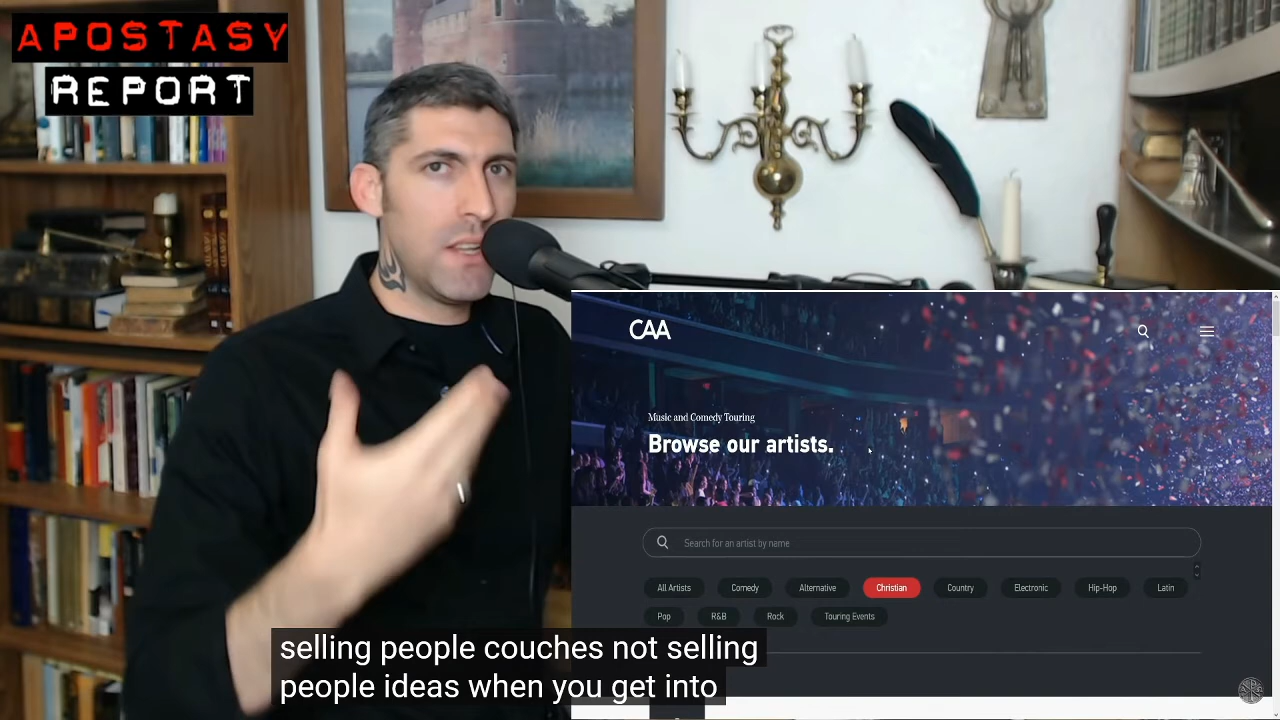 APOSTASY
REPORT
CAA
Music and Comedy Touring
Browse our artists.
Search for an artist by name
All Artists Comedy Alternative Christian Country Electronic Hip-Hop Latin
Pop R&B Rock Touring Events
selling people couches not selling
people ideas when you get into